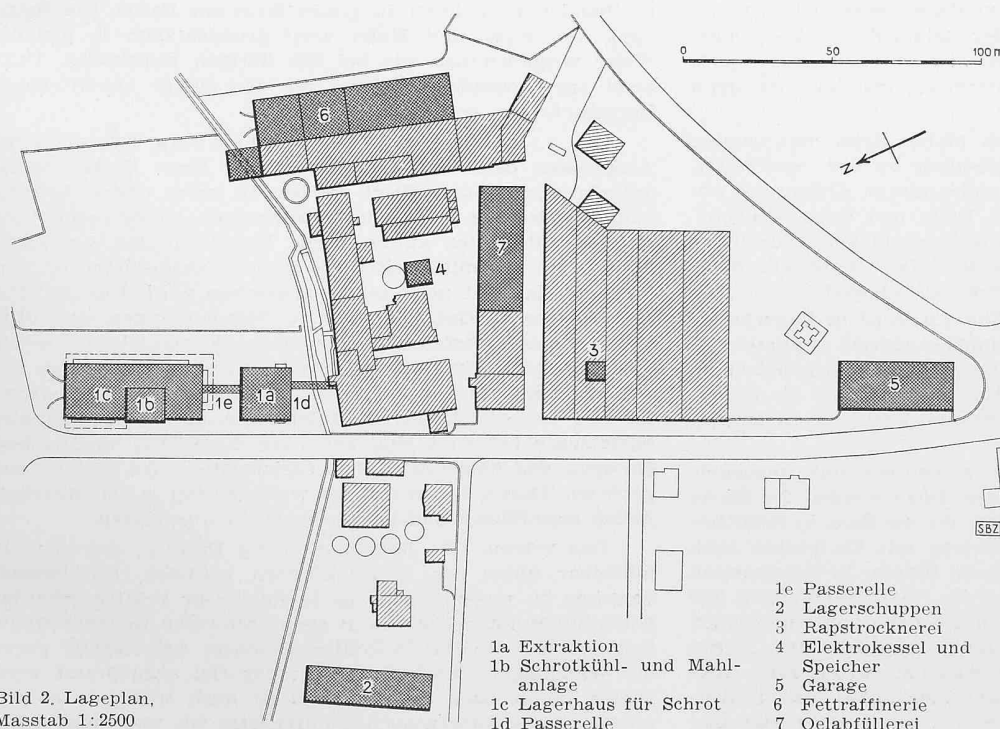 0 50 100 m
N
6
7
4
3
5
1c 1b 1e 1a 1d
2
SBZ
Bild 2. Lageplan,
Masstab 1:2500
1a Extraktion
1b Schrotkühl- und Mahl-
anlage
1c Lagerhaus für Schrot
1d Passerelle
1e Passerelle
2 Lagerschuppen
3 Rapstrocknerei
4 Elektrokessel und
Speicher
5 Garage
6 Fettraffinerie
7 Oelabfüllerei